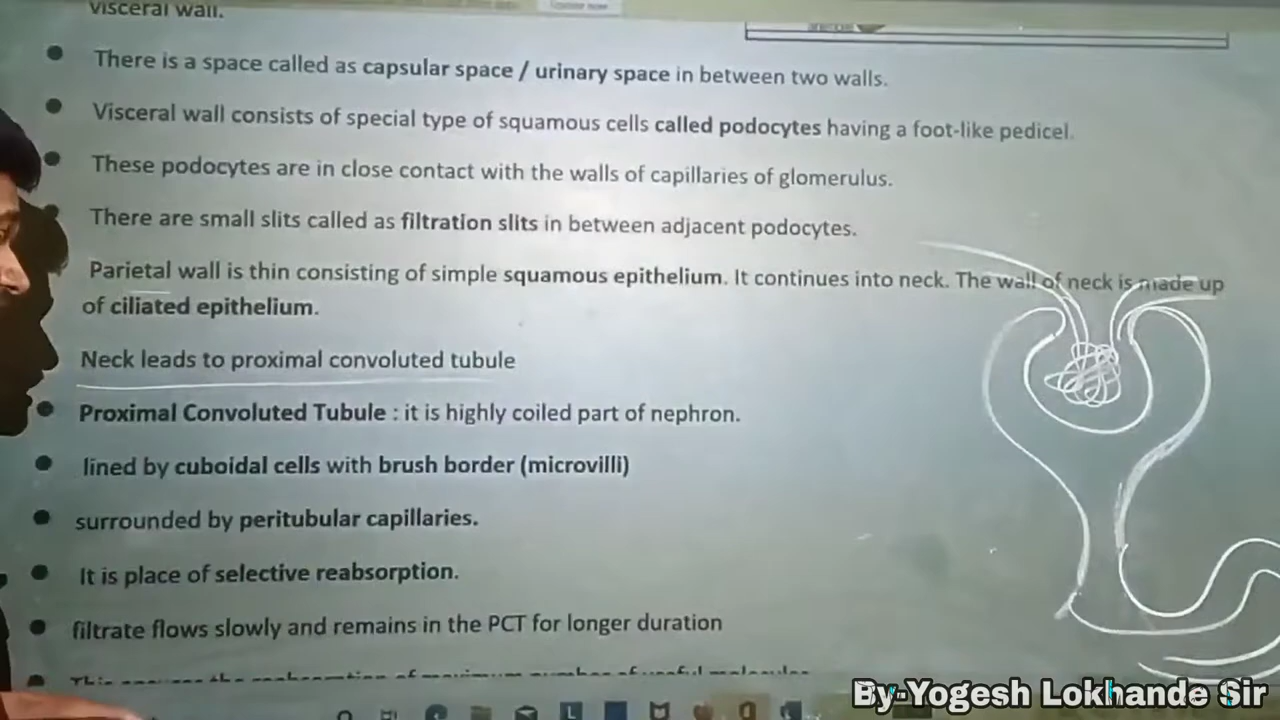 visceral wall.
There is a space called as capsular space / urinary space in between two walls.
Visceral wall consists of special type of squamous cells called podocytes having a foot-like pedicel.
These podocytes are in close contact with the walls of capillaries of glomerulus.
There are small slits called as filtration slits in between adjacent podocytes.
Parietal wall is thin consisting of simple squamous epithelium. It continues into neck. The wall of neck is made up
of ciliated epithelium.
Neck leads to proximal convoluted tubule
Proximal Convoluted Tubule : it is highly coiled part of nephron.
lined by cuboidal cells with brush border (microvilli)
surrounded by peritubular capillaries.
It is place of selective reabsorption.
filtrate flows slowly and remains in the PCT for longer duration
By-Yogesh Lokhande Sir